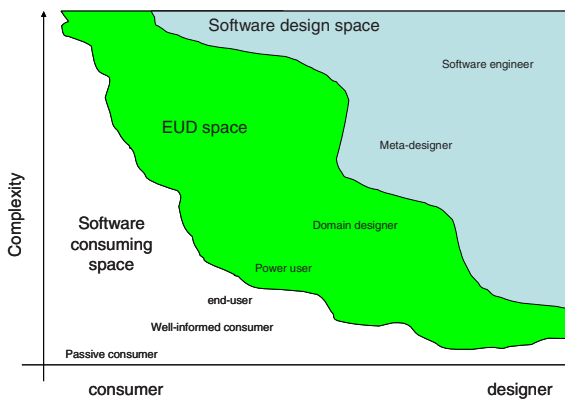 Software design space
Software engineer
EUD space
Meta-designer
Complexity
Software
consuming
space
Domain designer
Power user
end-user
Well-informed consumer
Passive consumer
consumer
designer